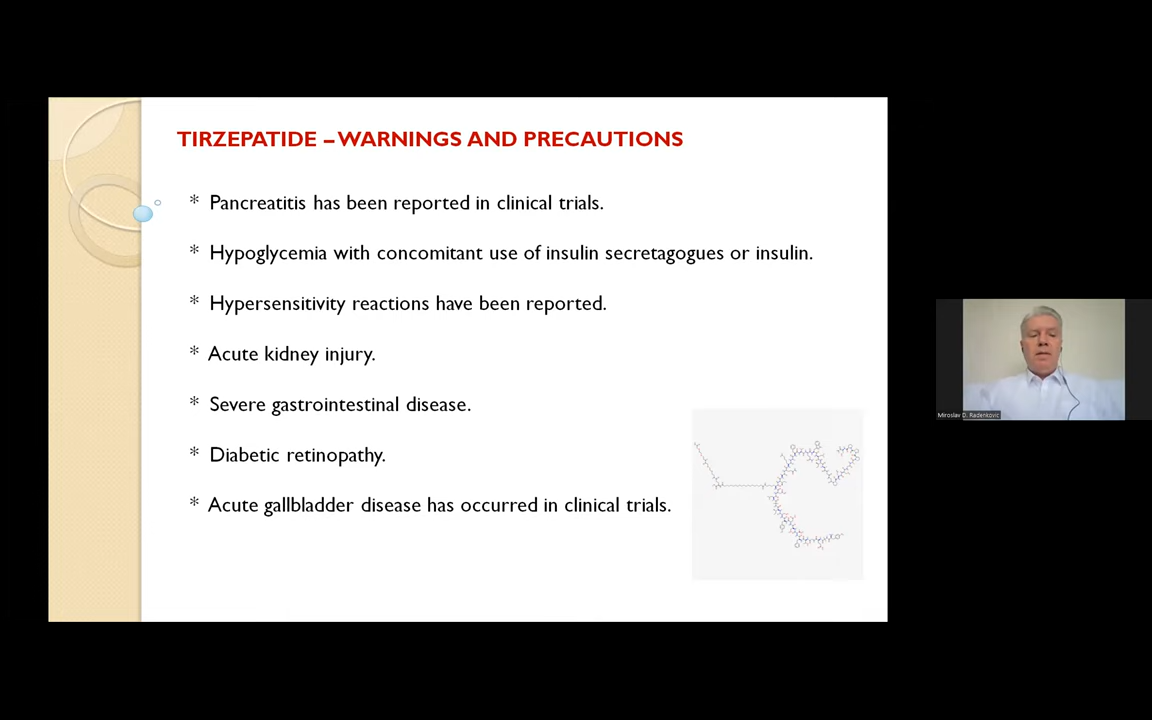 TIRZEPATIDE – WARNINGS AND PRECAUTIONS
* Pancreatitis has been reported in clinical trials.
* Hypoglycemia with concomitant use of insulin secretagogues or insulin.
* Hypersensitivity reactions have been reported.
* Acute kidney injury.
* Severe gastrointestinal disease.
* Diabetic retinopathy.
* Acute gallbladder disease has occurred in clinical trials.
Miroslav D. Radenkovic